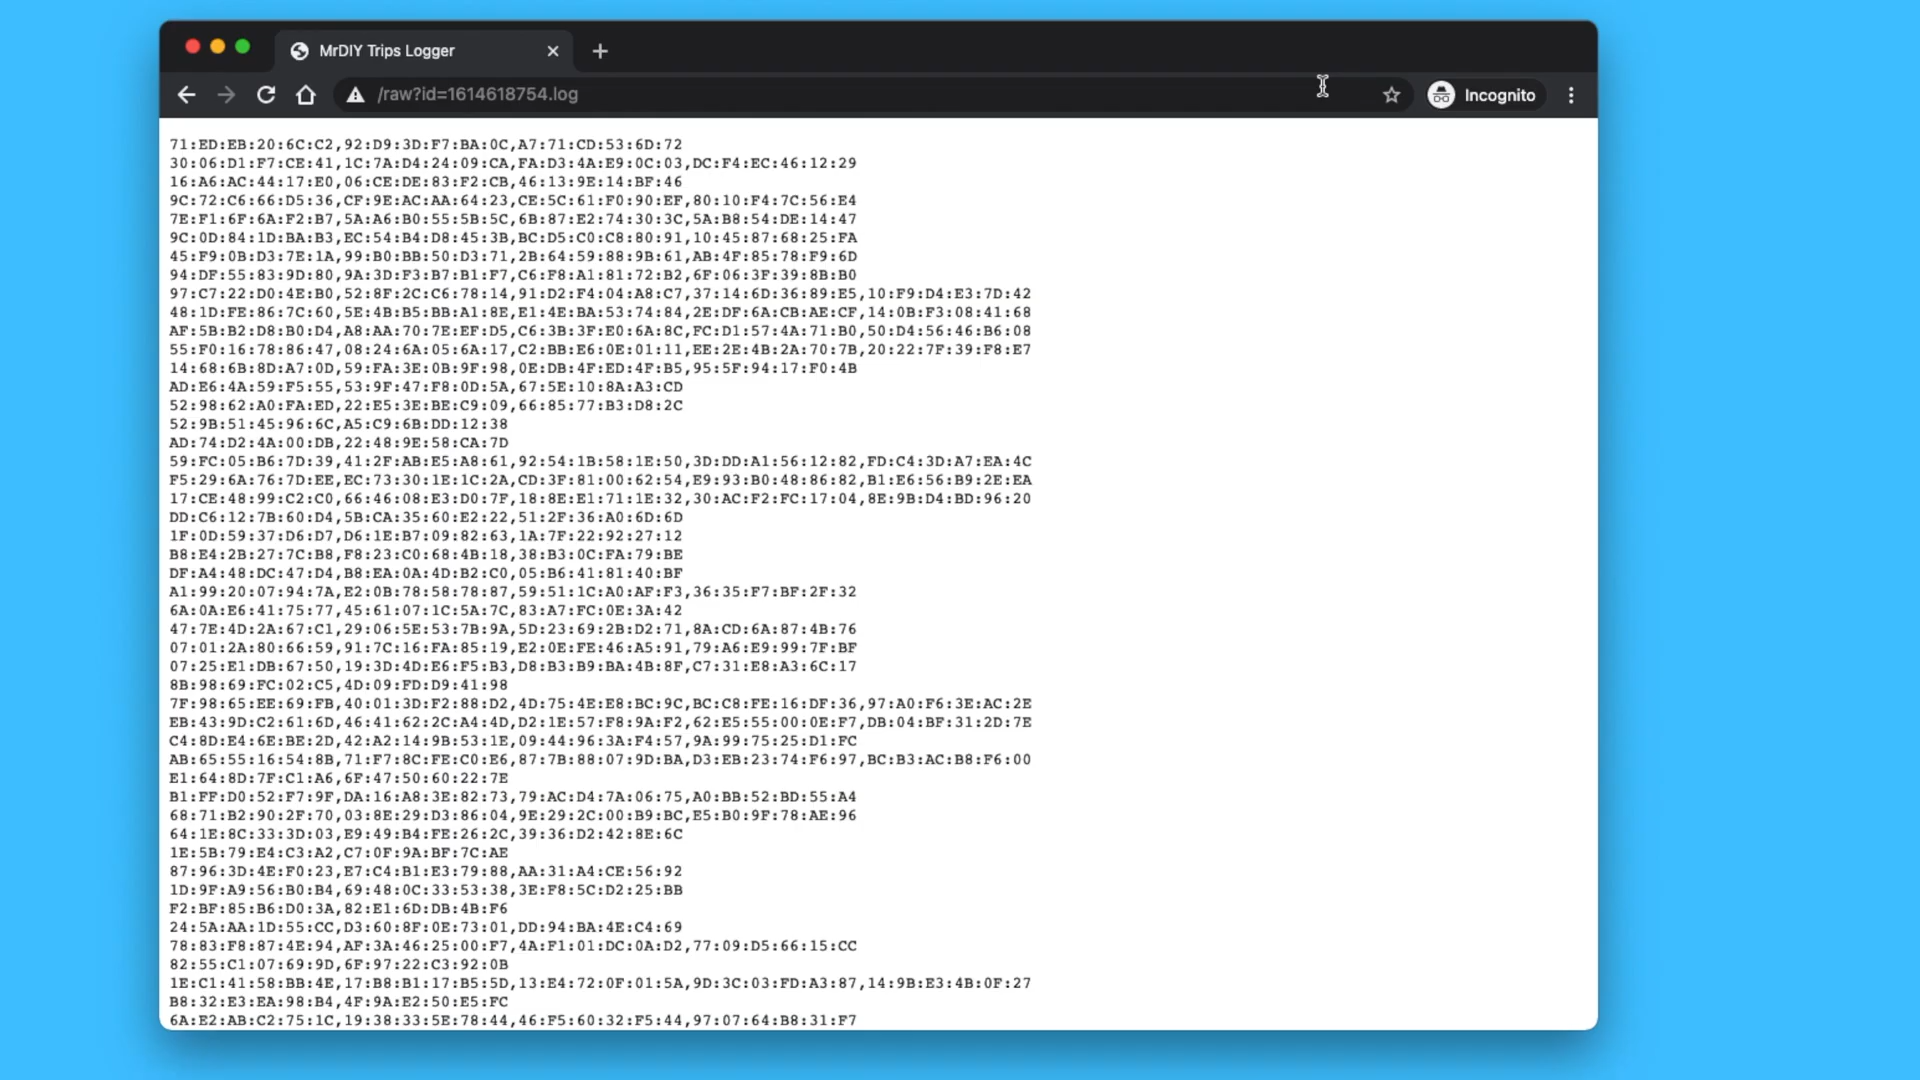 MrDIY Trips Logger
/raw?id=1614618754.log
Incognito
71:ED:EB:20:6C:C2,92:D9:3D:F7:BA:0C,A7:71:CD:53:6D:72
30:06:D1:F7:CE:41,1C:7A:D4:24:09:CA,FA:D3:4A:E9:0C:03,DC:F4:EC:46:12:29
16:A6:AC:44:17:E0,06:CE:DE:83:F2:CB,46:13:9E:14:BF:46
9C:72:C6:66:D5:36,CF:9E:AC:AA:64:23,CE:5C:61:F0:90:EF,80:10:F4:7C:56:E4
7E:F1:6F:6A:F2:B7,5A:A6:B0:55:5B:5C,6B:87:E2:74:30:3C,5A:B8:54:DE:14:47
9C:0D:84:1D:BA:B3,EC:54:B4:D8:45:3B,BC:D5:C0:C8:80:91,10:45:87:68:25:FA
45:F9:0B:D3:7E:1A,99:B0:BB:50:D3:71,2B:64:59:88:9B:61,AB:4F:85:78:F9:6D
94:DF:55:83:9D:80,9A:3D:F3:B7:B1:F7,C6:F8:A1:81:72:B2,6F:06:3F:39:8B:B0
97:C7:22:D0:4E:B0,52:8F:2C:C6:78:14,91:D2:F4:04:A8:C7,37:14:6D:36:89:E5,10:F9:D4:E3:7D:42
48:1D:FE:86:7C:60,5E:4B:B5:BB:A1:8E,E1:4E:BA:53:74:84,2E:DF:6A:CB:AE:CF,14:0B:F3:08:41:68
AF:5B:B2:D8:B0:D4,A8:AA:70:7E:EF:D5,C6:3B:3F:E0:6A:8C,FC:D1:57:4A:71:B0,50:D4:56:46:B6:08
55:F0:16:78:86:47,08:24:6A:05:6A:17,C2:BB:E6:0E:01:11,EE:2E:4B:2A:70:7B,20:22:7F:39:F8:E7
14:68:6B:8D:A7:0D,59:FA:3E:0B:9F:98,0E:DB:4F:ED:4F:B5,95:5F:94:17:F0:4B
AD:E6:4A:59:F5:55,53:9F:47:F8:0D:5A,67:5E:10:8A:A3:CD
52:98:62:A0:FA:ED,22:E5:3E:BE:C9:09,66:85:77:B3:D8:2C
52:9B:51:45:96:6C,A5:C9:6B:DD:12:38
AD:74:D2:4A:00:DB,22:48:9E:58:CA:7D
59:FC:05:B6:7D:39,41:2F:AB:E5:A8:61,92:54:1B:58:1E:50,3D:DD:A1:56:12:82,FD:C4:3D:A7:EA:4C
F5:29:6A:76:7D:EE,EC:73:30:1E:1C:2A,CD:3F:81:00:62:54,E9:93:B0:48:86:82,B1:E6:56:B9:2E:EA
17:CE:48:99:C2:C0,66:46:08:E3:D0:7F,18:8E:E1:71:1E:32,30:AC:F2:FC:17:04,8E:9B:D4:BD:96:20
DD:C6:12:7B:60:D4,5B:CA:35:60:E2:22,51:2F:36:A0:6D:6D
1F:0D:59:37:D6:D7,D6:1E:B7:09:82:63,1A:7F:22:92:27:12
B8:E4:2B:27:7C:B8,F8:23:C0:68:4B:18,38:B3:0C:FA:79:BE
DF:A4:48:DC:47:D4,B8:EA:0A:4D:B2:C0,05:B6:41:81:40:BF
A1:99:20:07:94:7A,E2:0B:78:58:78:87,59:51:1C:A0:AF:F3,36:35:F7:BF:2F:32
6A:0A:E6:41:75:77,45:61:07:1C:5A:7C,83:A7:FC:0E:3A:42
47:7E:4D:2A:67:C1,29:06:5E:53:7B:9A,5D:23:69:2B:D2:71,8A:CD:6A:87:4B:76
07:01:2A:80:66:59,91:7C:16:FA:85:19,E2:0E:FE:46:A5:91,79:A6:E9:99:7F:BF
07:25:E1:DB:67:50,19:3D:4D:E6:F5:B3,D8:B3:B9:BA:4B:8F,C7:31:E8:A3:6C:17
8B:98:69:FC:02:C5,4D:09:FD:D9:41:98
7F:98:65:EE:69:FB,40:01:3D:F2:88:D2,4D:75:4E:E8:BC:9C,BC:C8:FE:16:DF:36,97:A0:F6:3E:AC:2E
EB:43:9D:C2:61:6D,46:41:62:2C:A4:4D,D2:1E:57:F8:9A:F2,62:E5:55:00:0E:F7,DB:04:BF:31:2D:7E
C4:8D:E4:6E:BE:2D,42:A2:14:9B:53:1E,09:44:96:3A:F4:57,9A:99:75:25:D1:FC
AB:65:55:16:54:8B,71:F7:8C:FE:C0:E6,87:7B:88:07:9D:BA,D3:EB:23:74:F6:97,BC:B3:AC:B8:F6:00
E1:64:8D:7F:C1:A6,6F:47:50:60:22:7E
B1:FF:D0:52:F7:9F,DA:16:A8:3E:82:73,79:AC:D4:7A:06:75,A0:BB:52:BD:55:A4
68:71:B2:90:2F:70,03:8E:29:D3:86:04,9E:29:2C:00:B9:BC,E5:B0:9F:78:AE:96
64:1E:8C:33:3D:03,E9:49:B4:FE:26:2C,39:36:D2:42:8E:6C
1E:5B:79:E4:C3:A2,C7:0F:9A:BF:7C:AE
87:96:3D:4E:F0:23,E7:C4:B1:E3:79:88,AA:31:A4:CE:56:92
1D:9F:A9:56:B0:B4,69:48:0C:33:53:38,3E:F8:5C:D2:25:BB
F2:BF:85:B6:D0:3A,82:E1:6D:DB:4B:F6
24:5A:AA:1D:55:CC,D3:60:8F:0E:73:01,DD:94:BA:4E:C4:69
78:83:F8:87:4E:94,AF:3A:46:25:00:F7,4A:F1:01:DC:0A:D2,77:09:D5:66:15:CC
82:55:C1:07:69:9D,6F:97:22:C3:92:0B
1E:C1:41:58:BB:4E,17:B8:B1:17:B5:5D,13:E4:72:0F:01:5A,9D:3C:03:FD:A3:87,14:9B:E3:4B:0F:27
B8:32:E3:EA:98:B4,4F:9A:E2:50:E5:FC
6A:E2:AB:C2:75:1C,19:38:33:5E:78:44,46:F5:60:32:F5:44,97:07:64:B8:31:F7